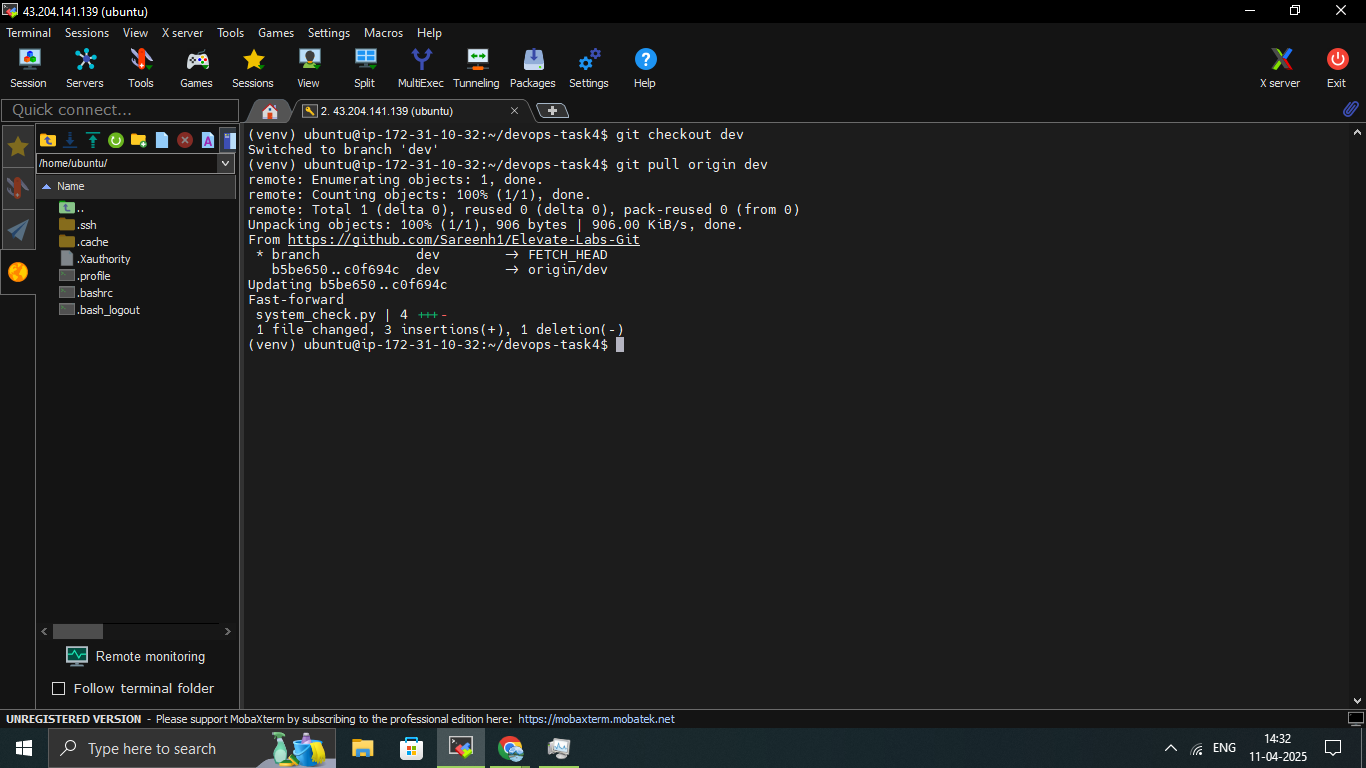 43.204.141.139 (ubuntu)
Terminal Sessions View X server Tools Games Settings Macros Help
Session Servers Tools Games Sessions View Split MultiExec Tunneling Packages Settings Help X server Exit
Quick connect...
2. 43.204.141.139 (ubuntu)
/home/ubuntu/
Name
..
.ssh
.cache
.Xauthority
.profile
.bashrc
.bash_logout
Remote monitoring
Follow terminal folder
(venv) ubuntu@ip-172-31-10-32:~/devops-task4$ git checkout dev
Switched to branch 'dev'
(venv) ubuntu@ip-172-31-10-32:~/devops-task4$ git pull origin dev
remote: Enumerating objects: 1, done.
remote: Counting objects: 100% (1/1), done.
remote: Total 1 (delta 0), reused 0 (delta 0), pack-reused 0 (from 0)
Unpacking objects: 100% (1/1), 906 bytes | 906.00 KiB/s, done.
From https://github.com/Sareenh1/Elevate-Labs-Git
* branch dev -> FETCH_HEAD
b5be650..c0f694c dev -> origin/dev
Updating b5be650..c0f694c
Fast-forward
system_check.py | 4 +++-
1 file changed, 3 insertions(+), 1 deletion(-)
(venv) ubuntu@ip-172-31-10-32:~/devops-task4$
UNREGISTERED VERSION - Please support MobaXterm by subscribing to the professional edition here: https://mobaxterm.mobatek.net
Type here to search
ENG
14:32
11-04-2025